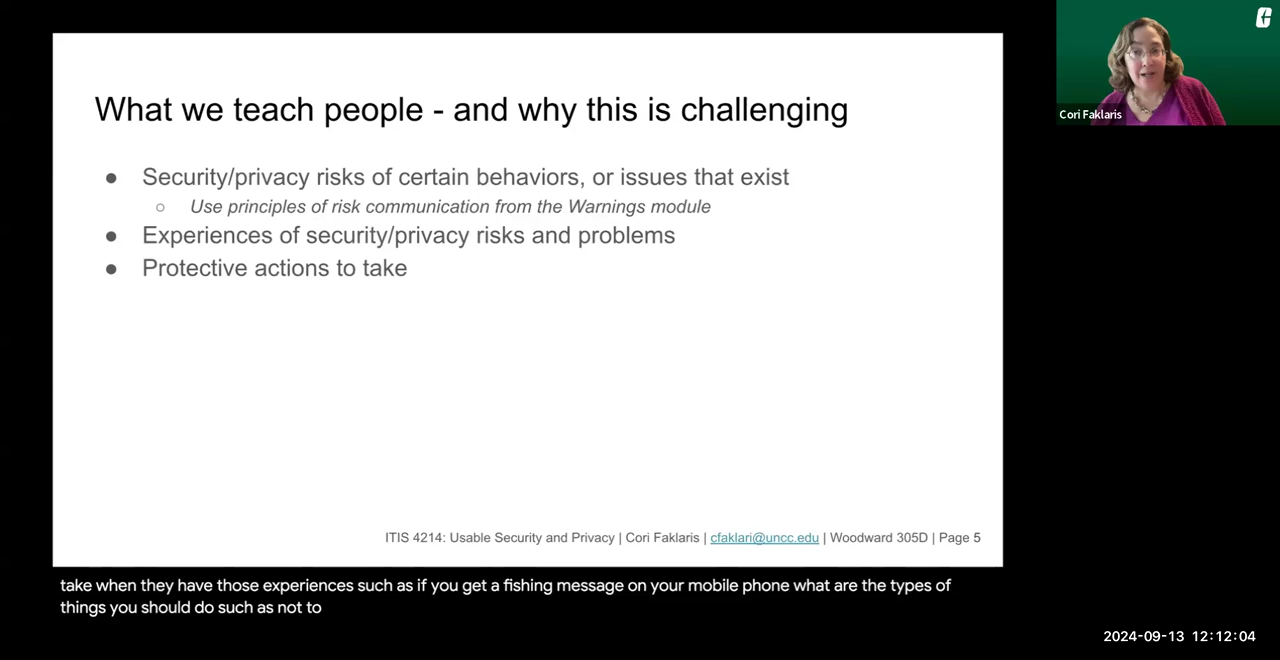 What we teach people - and why this is challenging
● Security/privacy risks of certain behaviors, or issues that exist
○ Use principles of risk communication from the Warnings module
● Experiences of security/privacy risks and problems
● Protective actions to take
ITIS 4214: Usable Security and Privacy | Cori Faklaris | cfaklari@uncc.edu | Woodward 305D | Page 5
Cori Faklaris
take when they have those experiences such as if you get a fishing message on your mobile phone what are the types of
things you should do such as not to
2024-09-13 12:12:04